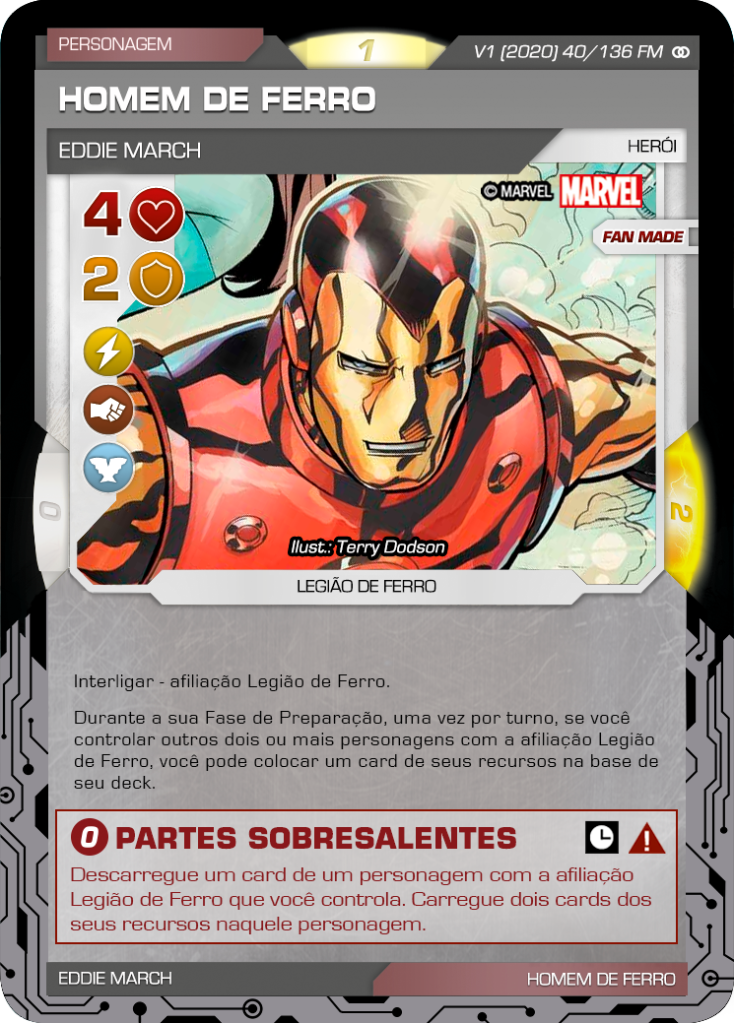 PERSONAGEM
1
V1 (2020) 40/136 FM
HOMEM DE FERRO
EDDIE MARCH
HERÓI
© MARVEL
MARVEL
FAN MADE
4
2
0
2
Ilust.: Terry Dodson
LEGIÃO DE FERRO
Interligar - afiliação Legião de Ferro.
Durante a sua Fase de Preparação, uma vez por turno, se você
controlar outros dois ou mais personagens com a afiliação Legião
de Ferro, você pode colocar um card de seus recursos na base de
seu deck.
0 PARTES SOBRESALENTES
Descarregue um card de um personagem com a afiliação
Legião de Ferro que você controla. Carregue dois cards dos
seus recursos naquele personagem.
EDDIE MARCH
HOMEM DE FERRO